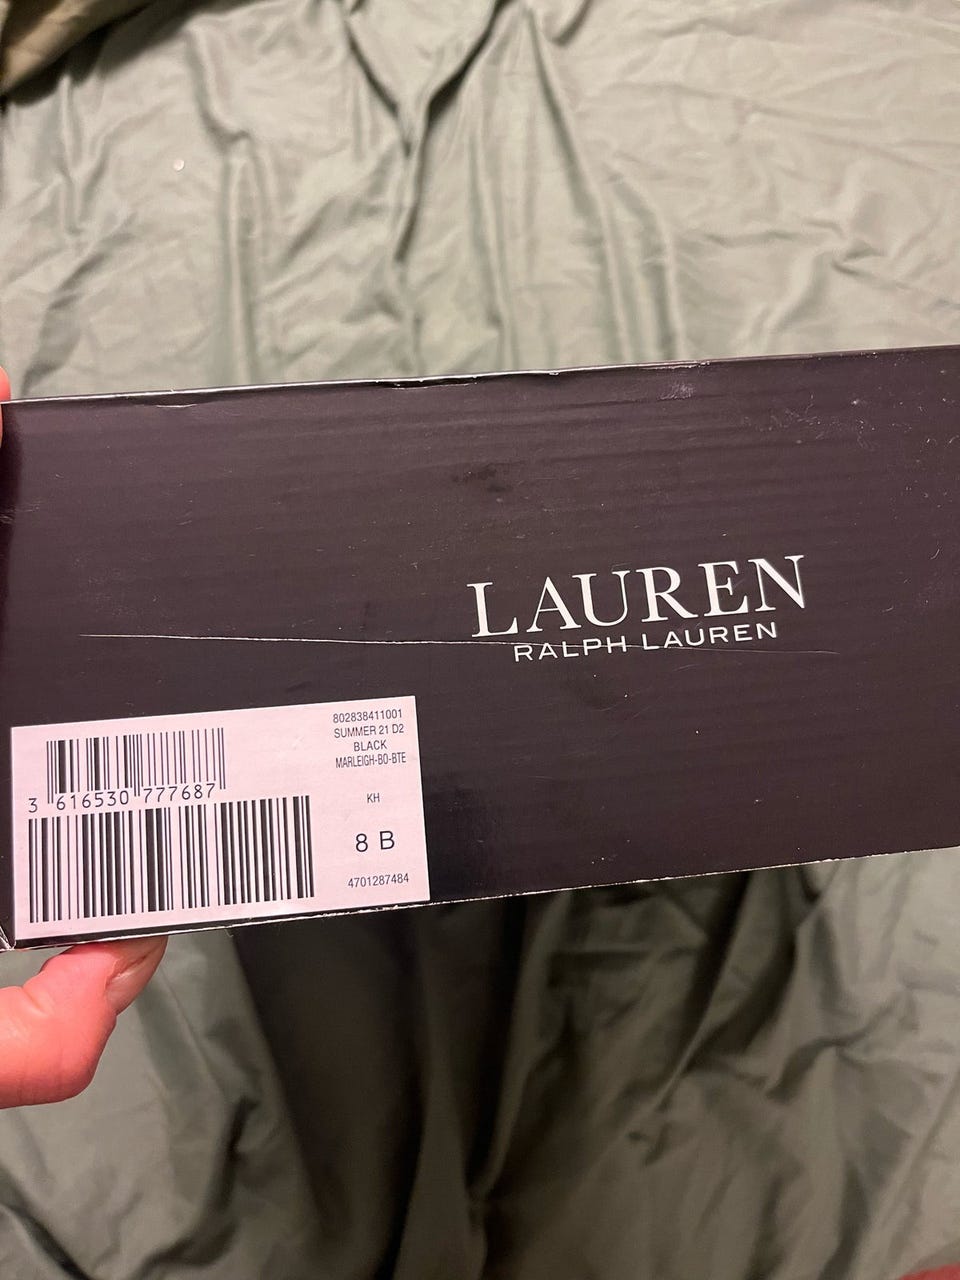 LAUREN
RALPH LAUREN
802838411001
SUMMER 21 D2
BLACK
MARLEIGH-BO-BTE
3 616530 777687
KH
8 B
4701287484